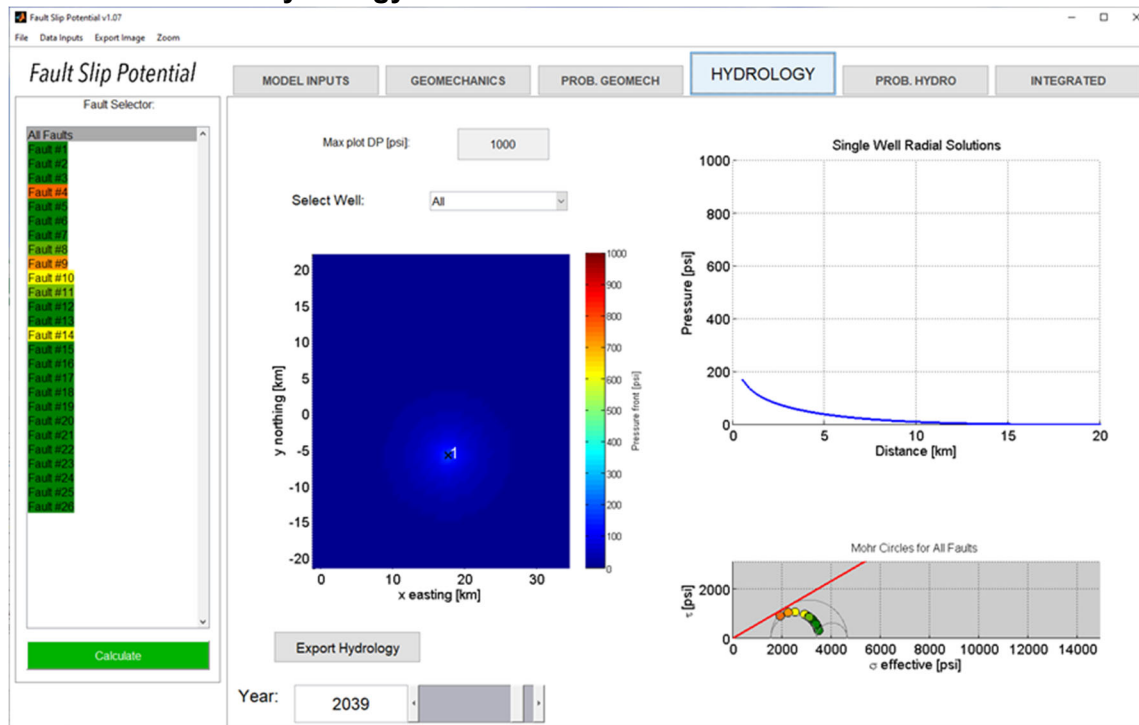 Fault Slip Potential v1.07
File Data Inputs Export Image Zoom
Fault Slip Potential
MODEL INPUTS GEOMECHANICS PROB. GEOMECH HYDROLOGY PROB. HYDRO INTEGRATED
Fault Selector:
All Faults
Fault #1
Fault #2
Fault #3
Fault #4
Fault #5
Fault #6
Fault #7
Fault #8
Fault #9
Fault #10
Fault #11
Fault #12
Fault #13
Fault #14
Fault #15
Fault #16
Fault #17
Fault #18
Fault #19
Fault #20
Fault #21
Fault #22
Fault #23
Fault #24
Fault #25
Fault #26
Calculate
Max plot DP [psi]: 1000
Select Well: All
20
15
10
5
0
-5
-10
-15
-20
y northing [km]
1
0 10 20 30
x easting [km]
1000
900
800
700
600
500
400
300
200
100
0
Pressure front [psi]
Export Hydrology
Year: 2039
Single Well Radial Solutions
1000
800
600
400
200
0
Pressure [psi]
0 5 10 15 20
Distance [km]
Mohr Circles for All Faults
2000
0
τ [psi]
0 2000 4000 6000 8000 10000 12000 14000
σ effective [psi]